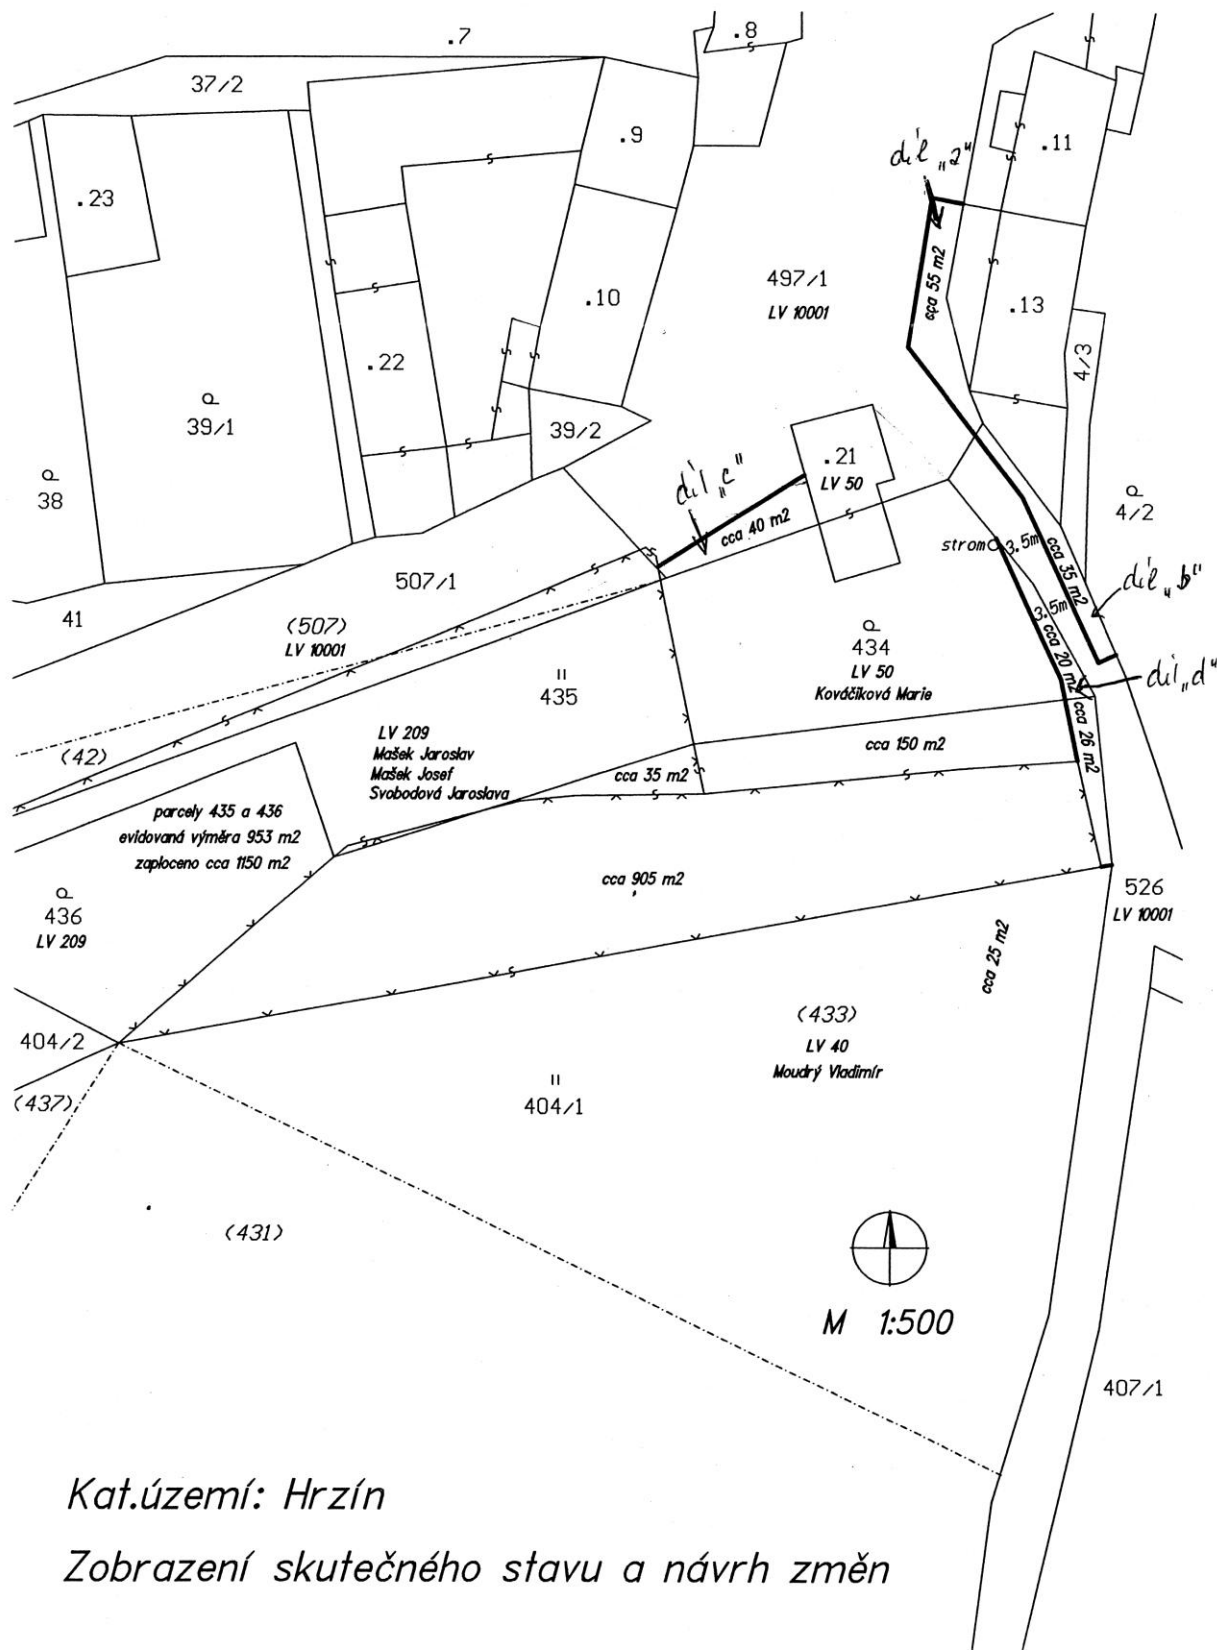 .7
.8
37/2
.9
.11
díl „a"
.23
cca 55 m2
497/1
LV 10001
.10
.13
.22
4/3
39/1
39/2
.21
LV 50
38
díl „c"
cca 40 m2
4/2
strom
3.5m
cca 35 m2
507/1
díl „b"
41
(507)
LV 10001
3.5m
cca 20 m2
434
LV 50
Kováčiková Marie
435
díl „d"
cca 26 m2
(42)
LV 209
Mašek Jaroslav
Mašek Josef
Svobodová Jaroslava
cca 150 m2
cca 35 m2
parcely 435 a 436
evidovaná výměra 953 m2
zaploceno cca 1150 m2
cca 905 m2
526
LV 10001
436
LV 209
cca 25 m2
(433)
LV 40
Moudrý Vladimír
404/2
(437)
404/1
(431)
M 1:500
407/1
Kat.území: Hrzín
Zobrazení skutečného stavu a návrh změn